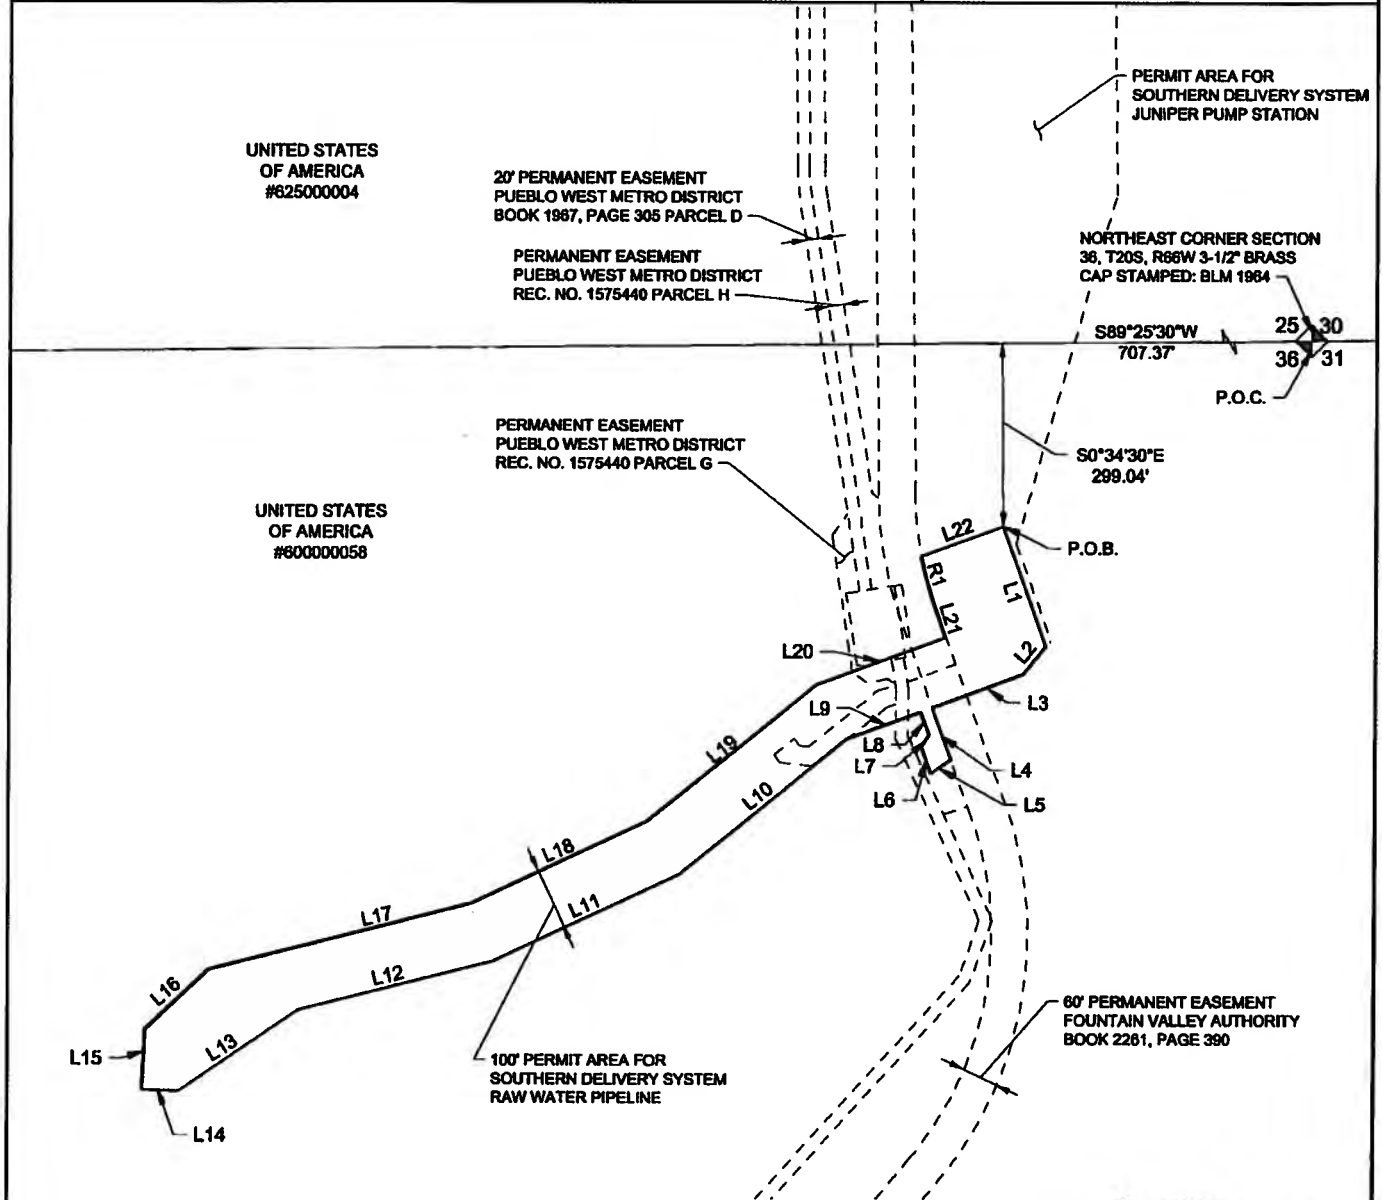 PERMIT AREA FOR
SOUTHERN DELIVERY SYSTEM
JUNIPER PUMP STATION
UNITED STATES
OF AMERICA
#625000004
20' PERMANENT EASEMENT
PUEBLO WEST METRO DISTRICT
BOOK 1967, PAGE 305 PARCEL D
PERMANENT EASEMENT
PUEBLO WEST METRO DISTRICT
REC. NO. 1575440 PARCEL H
NORTHEAST CORNER SECTION
36, T20S, R66W 3-1/2" BRASS
CAP STAMPED: BLM 1964
S89°25'30"W
707.37'
25 30
36 31
P.O.C.
PERMANENT EASEMENT
PUEBLO WEST METRO DISTRICT
REC. NO. 1575440 PARCEL G
S0°34'30"E
299.04'
UNITED STATES
OF AMERICA
#600000058
L22
P.O.B.
R1
L1
L21
L20
L2
L9
L3
L8
L19
L7
L4
L6
L5
L10
L18
L11
L17
L12
L16
L13
L15
L14
60' PERMANENT EASEMENT
FOUNTAIN VALLEY AUTHORITY
BOOK 2261, PAGE 390
100' PERMIT AREA FOR
SOUTHERN DELIVERY SYSTEM
RAW WATER PIPELINE